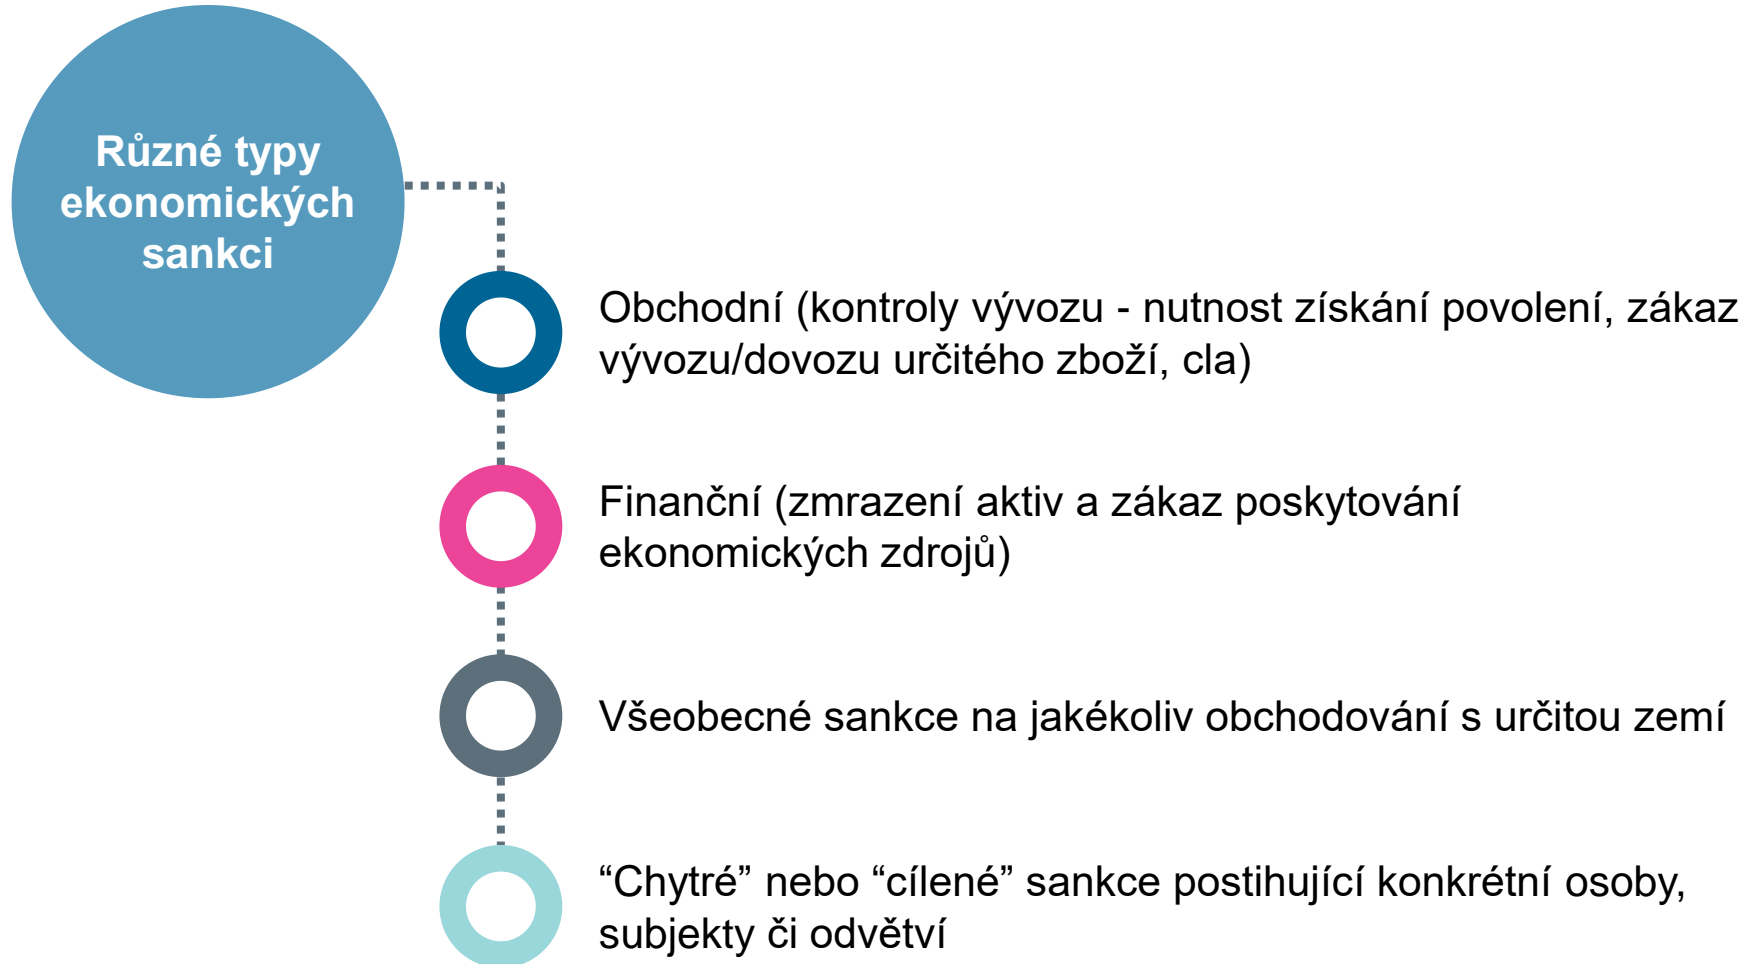 Různé typy
ekonomických
sankci
Obchodní (kontroly vývozu - nutnost získání povolení, zákaz
vývozu/dovozu určitého zboží, cla)
Finanční (zmrazení aktiv a zákaz poskytování
ekonomických zdrojů)
Všeobecné sankce na jakékoliv obchodování s určitou zemí
“Chytré” nebo “cílené” sankce postihující konkrétní osoby,
subjekty či odvětví